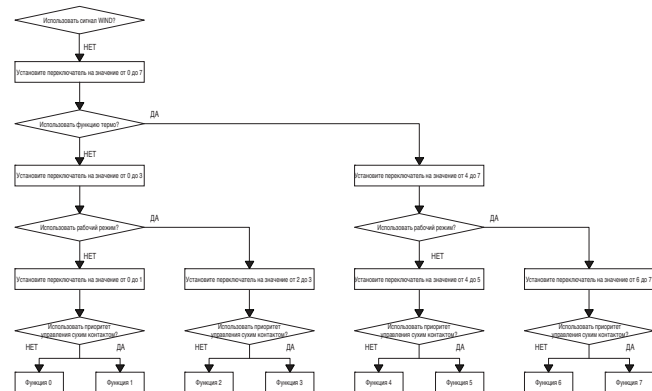 Использовать сигнал WIND?
НЕТ
Установите переключатель на значение от 0 до 7
Использовать функцию термо?
ДА
НЕТ
Установите переключатель на значение от 0 до 3
Установите переключатель на значение от 4 до 7
Использовать рабочий режим?
ДА
Использовать рабочий режим?
ДА
НЕТ
НЕТ
Установите переключатель на значение от 0 до 1
Установите переключатель на значение от 2 до 3
Установите переключатель на значение от 4 до 5
Установите переключатель на значение от 6 до 7
Использовать приоритет
управления сухим контактом?
Использовать приоритет
управления сухим контактом?
Использовать приоритет
управления сухим контактом?
Использовать приоритет
управления сухим контактом?
НЕТ
ДА
НЕТ
ДА
НЕТ
ДА
НЕТ
ДА
Функция 0
Функция 1
Функция 2
Функция 3
Функция 4
Функция 5
Функция 6
Функция 7